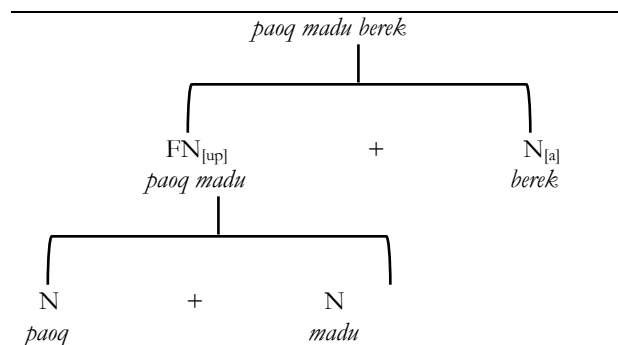 paoq madu berek
FN[up] + N[a]
paoq madu berek
N + N
paoq madu